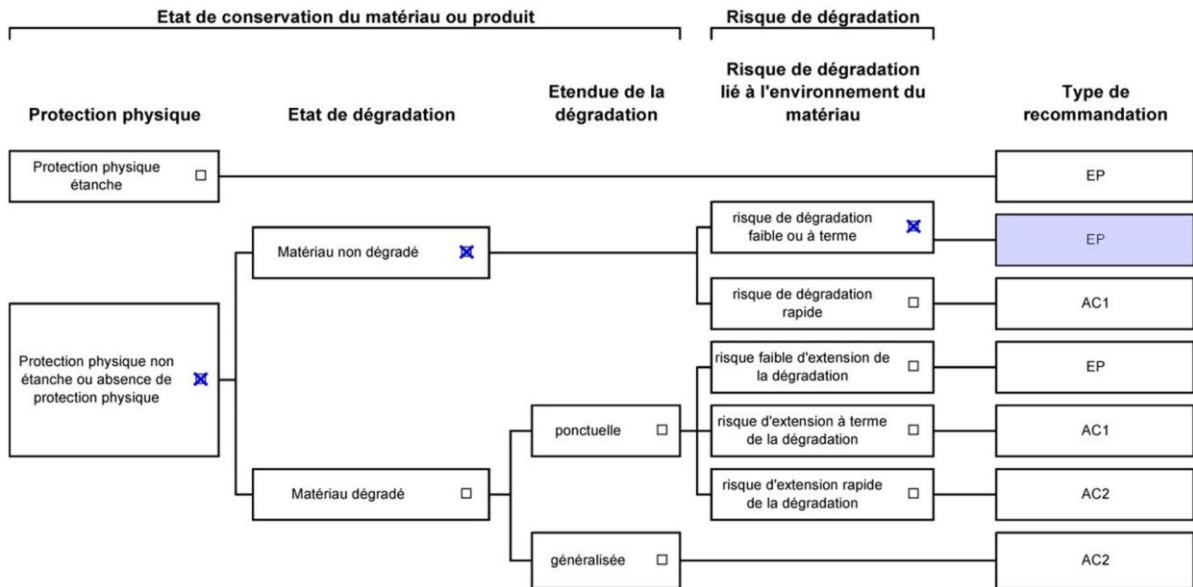 Etat de conservation du matériau ou produit
Risque de dégradation
Protection physique
Etat de dégradation
Etendue de la
dégradation
Risque de dégradation
lié à l'environnement du
matériau
Type de
recommandation
Protection physique
étanche
EP
risque de dégradation
faible ou à terme
EP
Matériau non dégradé
risque de dégradation
rapide
AC1
Protection physique non
étanche ou absence de
protection physique
risque faible d'extension de
la dégradation
EP
ponctuelle
risque d'extension à terme
de la dégradation
AC1
Matériau dégradé
risque d'extension rapide
de la dégradation
AC2
généralisée
AC2